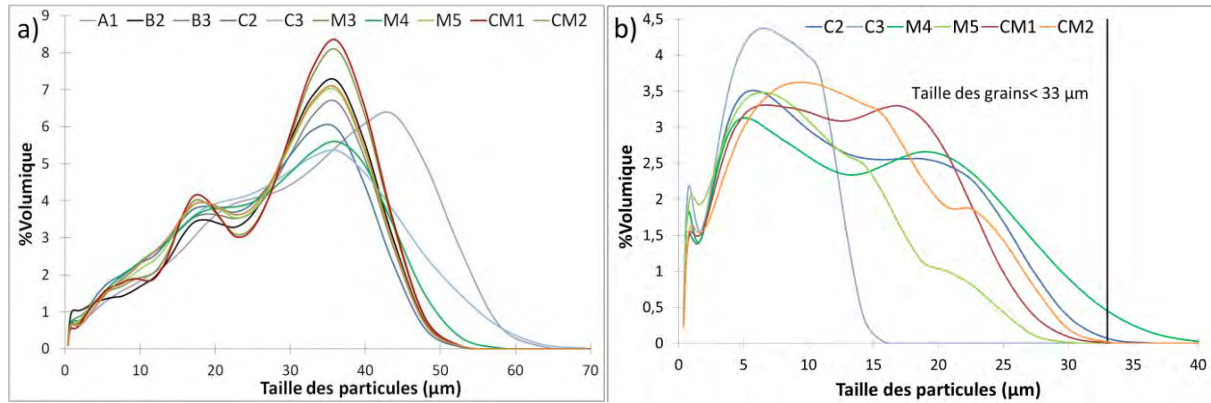 a)
A1 B2 B3 C2 C3 M3 M4 M5 CM1 CM2
%Volumique
9
8
7
6
5
4
3
2
1
0
0 10 20 30 40 50 60 70
Taille des particules (µm)
b)
C2 C3 M4 M5 CM1 CM2
%Volumique
4,5
4
3,5
3
2,5
2
1,5
1
0,5
0
Taille des grains< 33 µm
0 5 10 15 20 25 30 35 40
Taille des particules (µm)